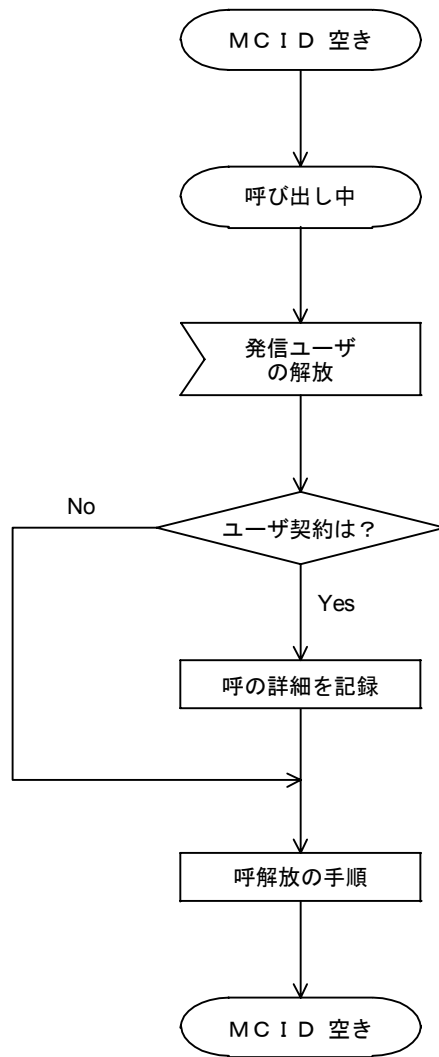 ＭＣＩＤ 空き
呼び出し中
発信ユーザ
の解放
No
ユーザ契約は？
Yes
呼の詳細を記録
呼解放の手順
ＭＣＩＤ 空き